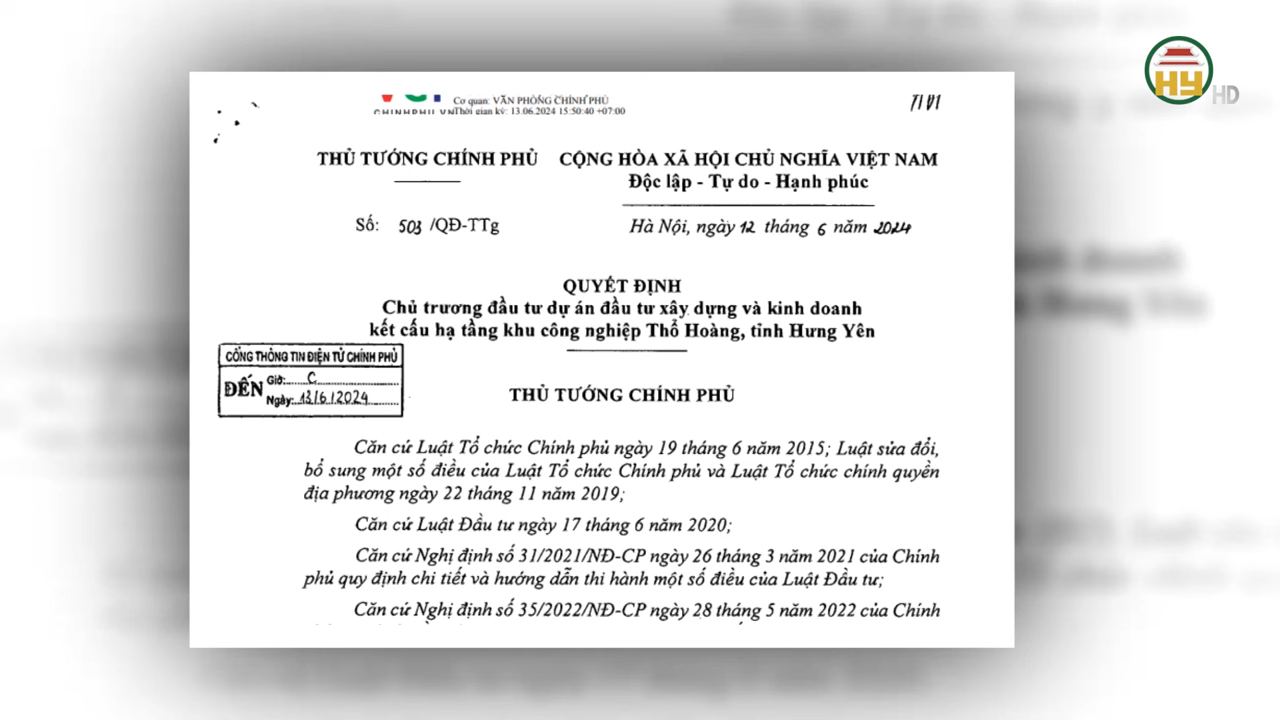 HY HD
Cơ quan: VĂN PHÒNG CHÍNH PHỦ
CHINHPHU.VN Thời gian ký: 13.06.2024 15:50:40 +07:00
THỦ TƯỚNG CHÍNH PHỦ
CỘNG HÒA XÃ HỘI CHỦ NGHĨA VIỆT NAM
Độc lập - Tự do - Hạnh phúc
Số: 503 /QĐ-TTg
Hà Nội, ngày 12 tháng 6 năm 2024
QUYẾT ĐỊNH
Chủ trương đầu tư dự án đầu tư xây dựng và kinh doanh
kết cấu hạ tầng khu công nghiệp Thổ Hoàng, tỉnh Hưng Yên
CỔNG THÔNG TIN ĐIỆN TỬ CHÍNH PHỦ
ĐẾN
Giờ: C
Ngày: 13/6/2024
THỦ TƯỚNG CHÍNH PHỦ
Căn cứ Luật Tổ chức Chính phủ ngày 19 tháng 6 năm 2015; Luật sửa đổi,
bổ sung một số điều của Luật Tổ chức Chính phủ và Luật Tổ chức chính quyền
địa phương ngày 22 tháng 11 năm 2019;
Căn cứ Luật Đầu tư ngày 17 tháng 6 năm 2020;
Căn cứ Nghị định số 31/2021/NĐ-CP ngày 26 tháng 3 năm 2021 của Chính
phủ quy định chi tiết và hướng dẫn thi hành một số điều của Luật Đầu tư;
Căn cứ Nghị định số 35/2022/NĐ-CP ngày 28 tháng 5 năm 2022 của Chính